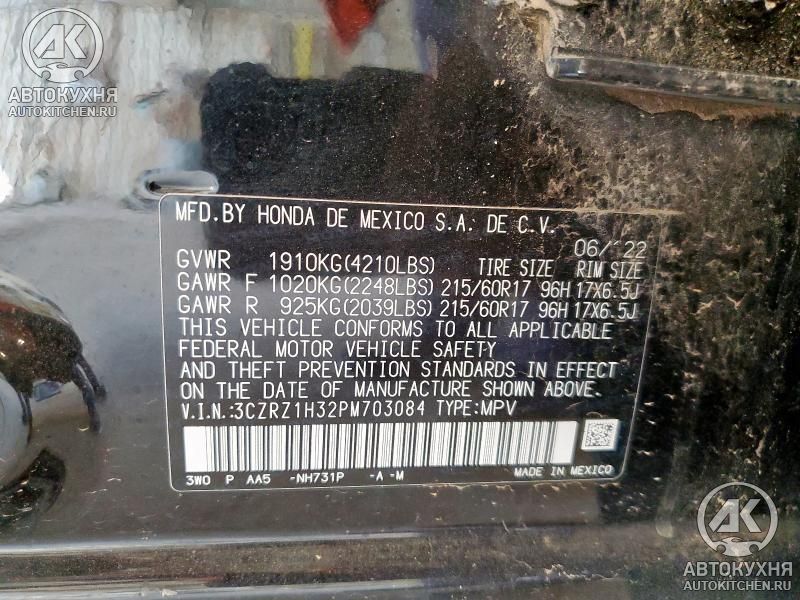 АК
АВТОКУХНЯ
AUTOKITCHEN.RU
MFD.BY HONDA DE MEXICO S.A. DE C.V.
06/'22
GVWR 1910KG(4210LBS) TIRE SIZE RIM SIZE
GAWR F 1020KG(2248LBS) 215/60R17 96H 17X6.5J
GAWR R 925KG(2039LBS) 215/60R17 96H 17X6.5J
THIS VEHICLE CONFORMS TO ALL APPLICABLE
FEDERAL MOTOR VEHICLE SAFETY
AND THEFT PREVENTION STANDARDS IN EFFECT
ON THE DATE OF MANUFACTURE SHOWN ABOVE.
V.I.N.:3CZRZ1H32PM703084 TYPE:MPV
3W0 P AA5 -NH731P -A -M MADE IN MEXICO
АК
АВТОКУХНЯ
AUTOKITCHEN.RU